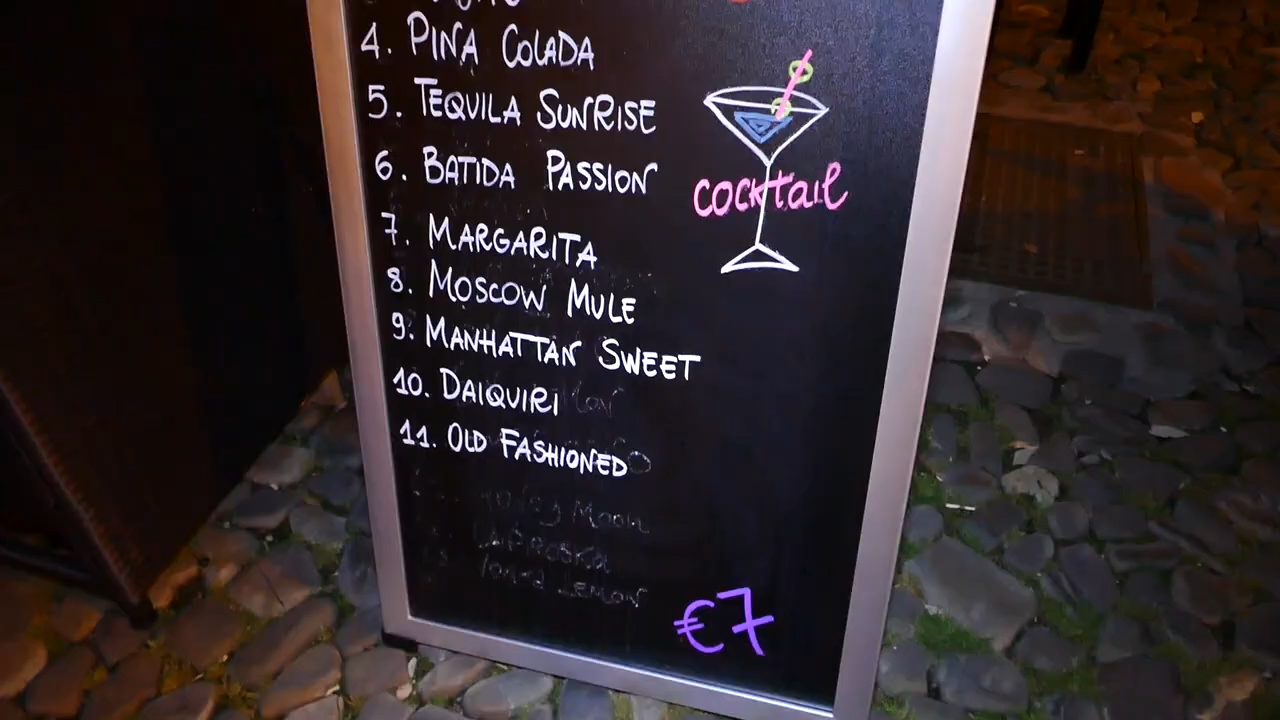 4. PINA COLADA
5. TEQUILA SUNRISE
6. BATIDA PASSION
cocktail
7. MARGARITA
8. MOSCOW MULE
9. MANHATTAN SWEET
10. DAIQUIRI
11. OLD FASHIONED
€7